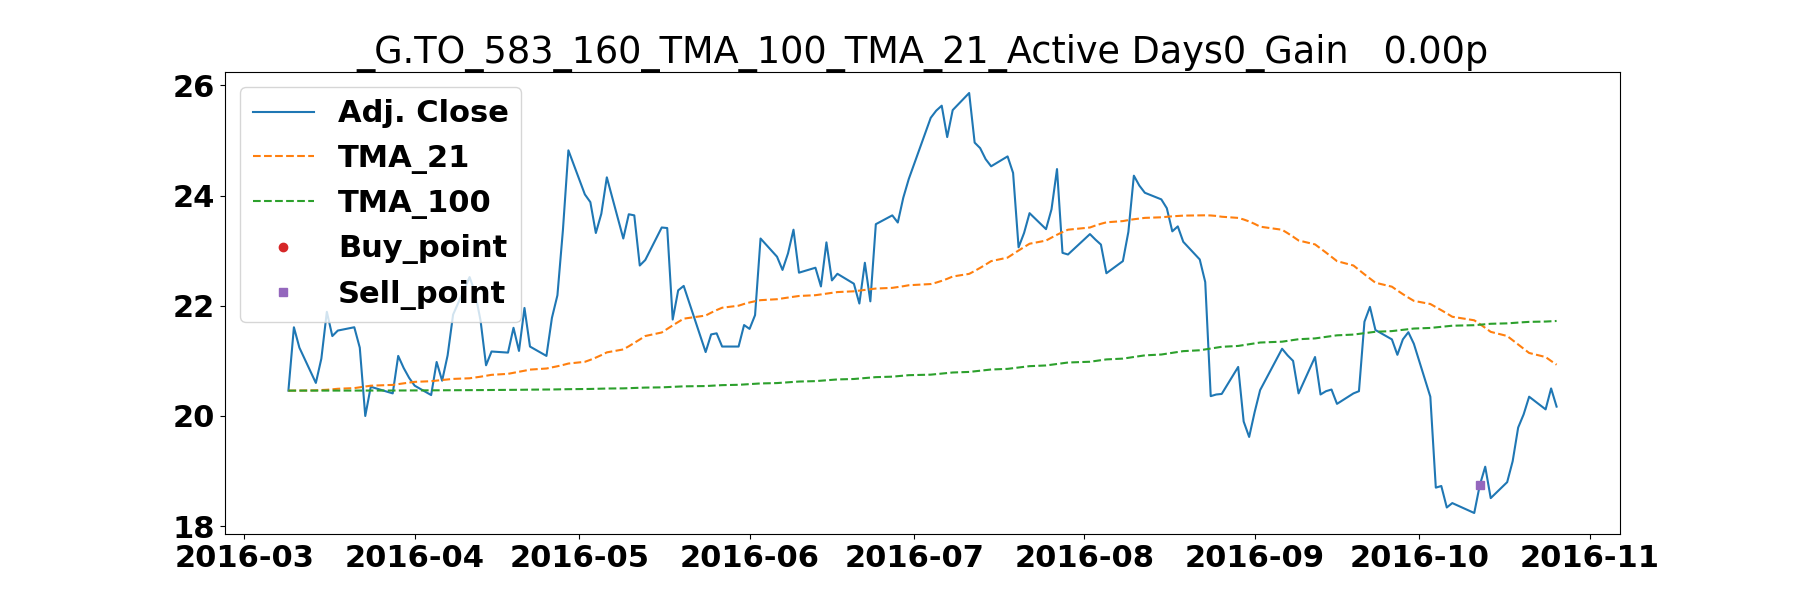 _G.TO_583_160_TMA_100_TMA_21_Active Days0_Gain   0.00p
26
24
22
20
18
Adj. Close
TMA_21
TMA_100
Buy_point
Sell_point
2016-03 2016-04 2016-05 2016-06 2016-07 2016-08 2016-09 2016-10 2016-11